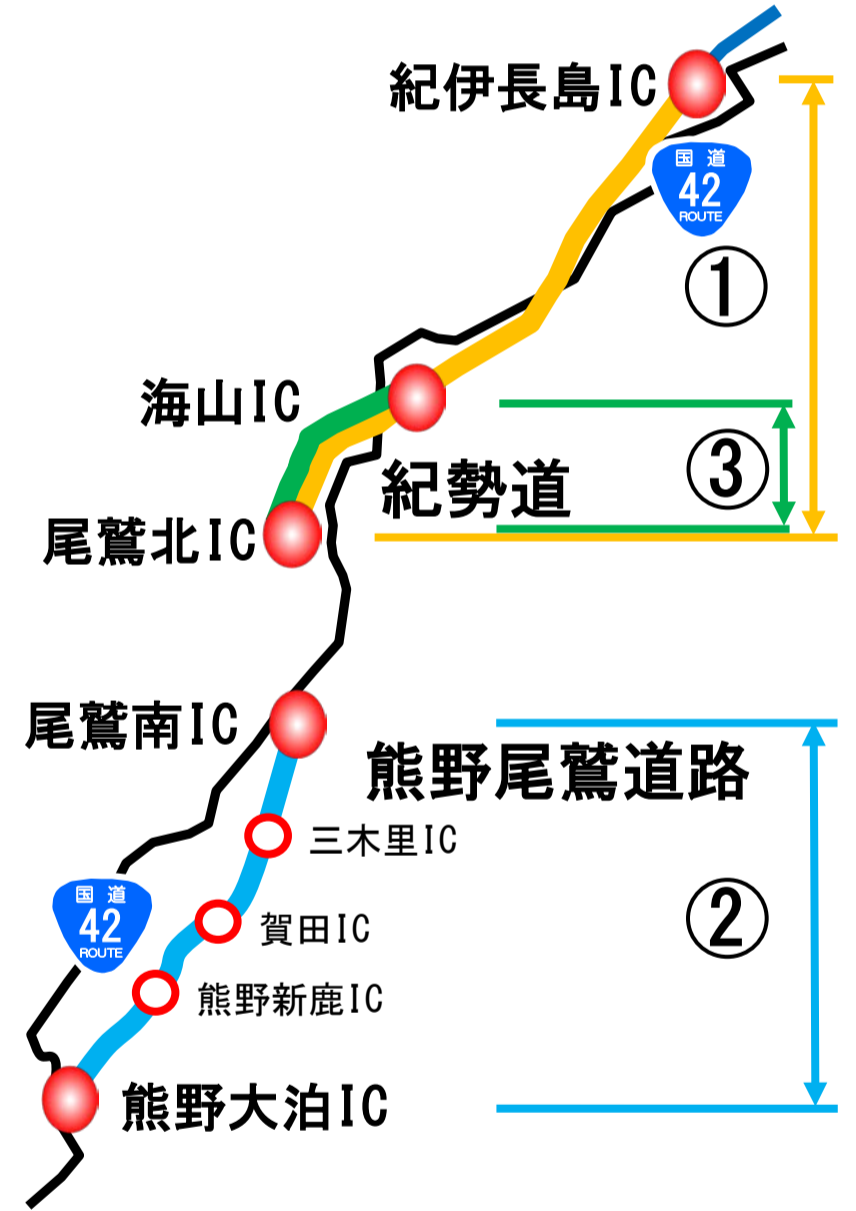 紀伊長島IC
国道
42
ROUTE
①
海山IC
紀勢道
③
尾鷲北IC
尾鷲南IC
熊野尾鷲道路
三木里IC
国道
42
ROUTE
賀田IC
②
熊野新鹿IC
熊野大泊IC